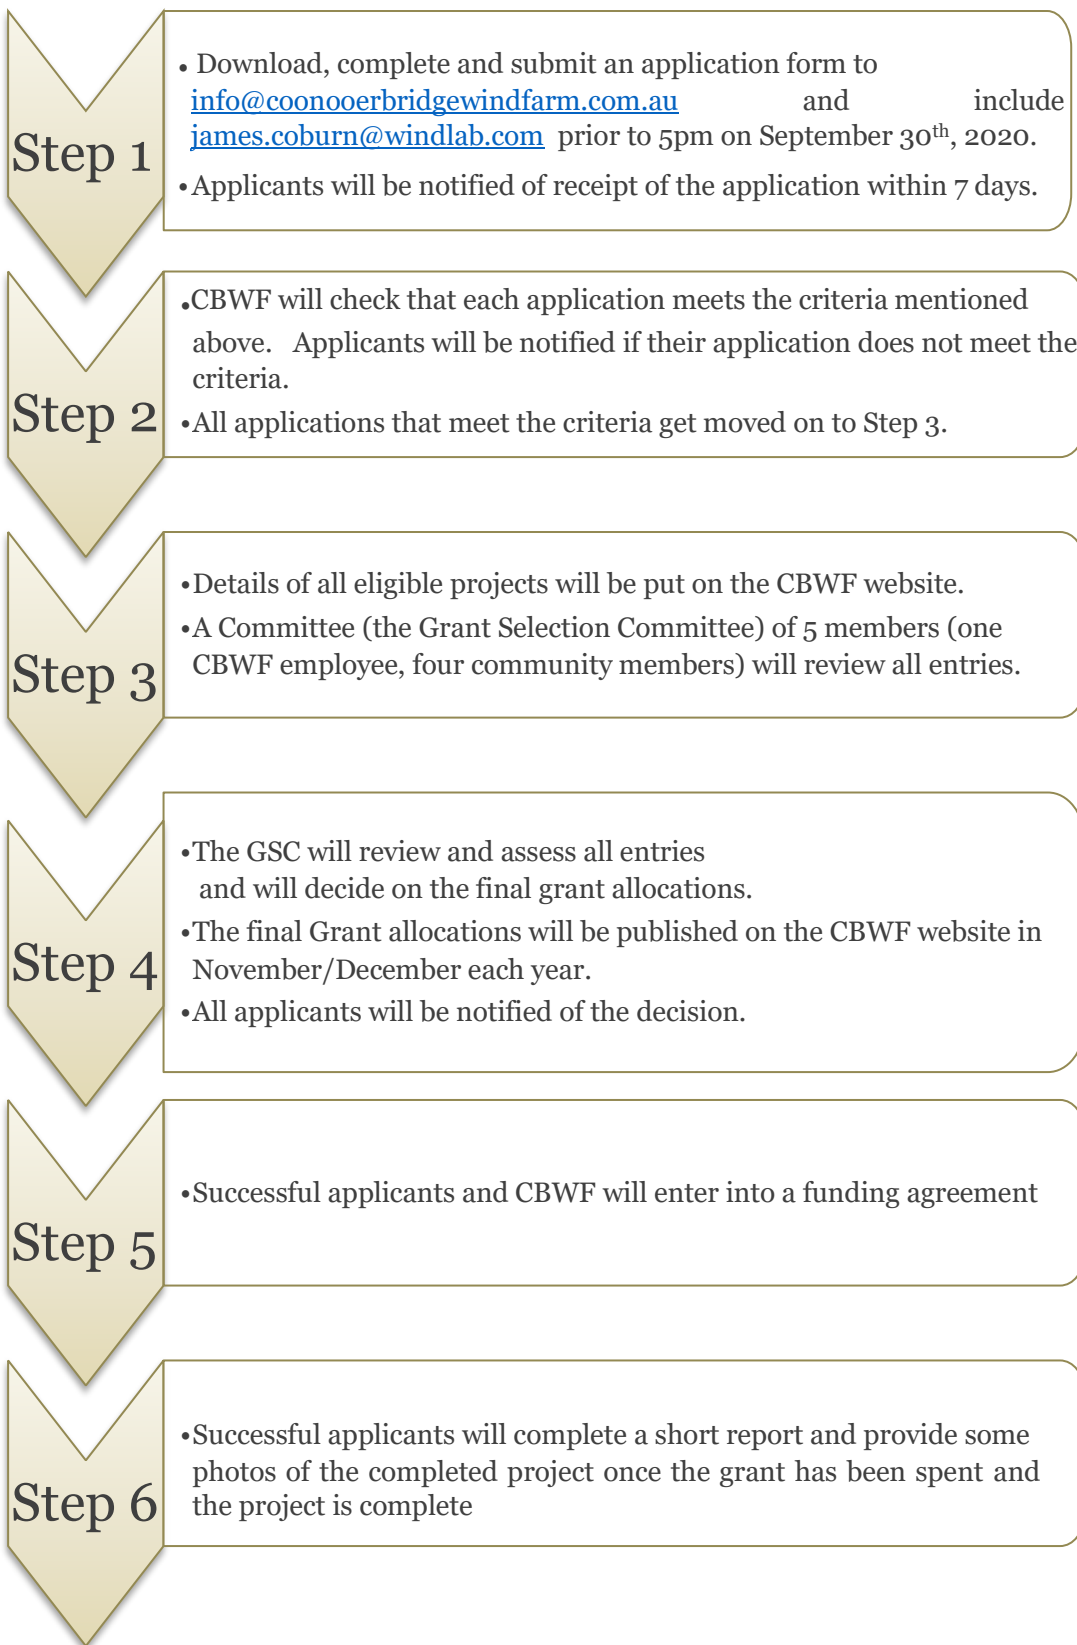 Step 1
• Download, complete and submit an application form to
info@coonooerbridgewindfarm.com.au and include
james.coburn@windlab.com prior to 5pm on September 30th, 2020.
•Applicants will be notified of receipt of the application within 7 days.
Step 2
•CBWF will check that each application meets the criteria mentioned
above. Applicants will be notified if their application does not meet the
criteria.
•All applications that meet the criteria get moved on to Step 3.
Step 3
•Details of all eligible projects will be put on the CBWF website.
•A Committee (the Grant Selection Committee) of 5 members (one
CBWF employee, four community members) will review all entries.
Step 4
•The GSC will review and assess all entries
and will decide on the final grant allocations.
•The final Grant allocations will be published on the CBWF website in
November/December each year.
•All applicants will be notified of the decision.
Step 5
•Successful applicants and CBWF will enter into a funding agreement
Step 6
•Successful applicants will complete a short report and provide some
photos of the completed project once the grant has been spent and
the project is complete